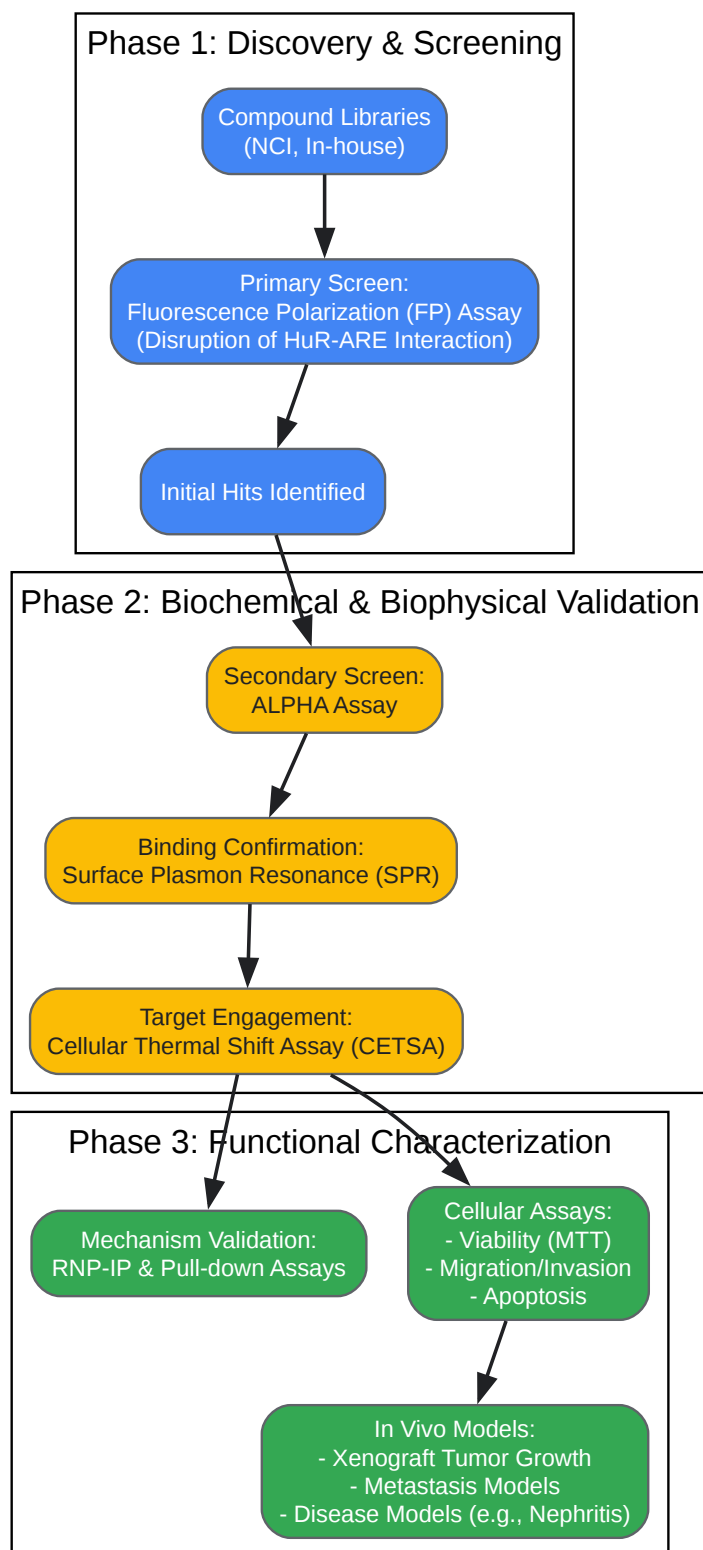 Phase 1: Discovery & Screening
Compound Libraries
(NCI, In-house)
Primary Screen:
Fluorescence Polarization (FP) Assay
(Disruption of HuR-ARE Interaction)
Initial Hits Identified
Phase 2: Biochemical & Biophysical Validation
Secondary Screen:
ALPHA Assay
Binding Confirmation:
Surface Plasmon Resonance (SPR)
Target Engagement:
Cellular Thermal Shift Assay (CETSA)
Phase 3: Functional Characterization
Mechanism Validation:
RNP-IP & Pull-down Assays
Cellular Assays:
- Viability (MTT)
- Migration/Invasion
- Apoptosis
In Vivo Models:
- Xenograft Tumor Growth
- Metastasis Models
- Disease Models (e.g., Nephritis)